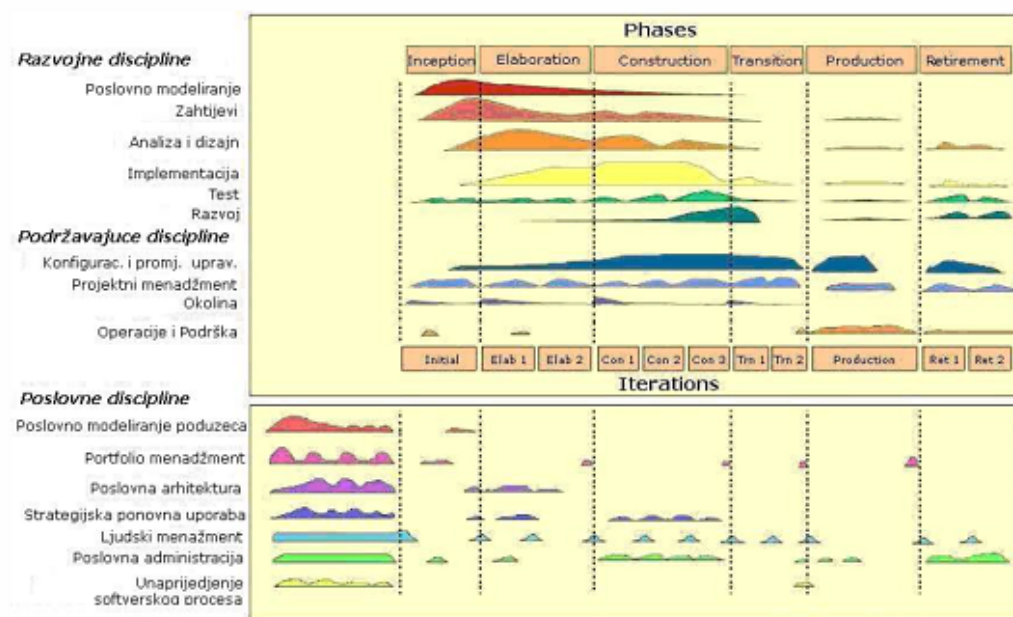 Phases
Razvojne discipline
Inception
Elaboration
Construction
Transition
Production
Retirement
Poslovno modeliranje
Zahtijevi
Analiza i dizajn
Implementacija
Test
Razvoj
Podržavajuce discipline
Konfigurac. i promj. uprav.
Projektni menadžment
Okolina
Operacije i Podrška
Initial
Elab 1
Elab 2
Con 1
Con 2
Con 3
Trn 1
Trn 2
Production
Ret 1
Ret 2
Iterations
Poslovne discipline
Poslovno modeliranje poduzeca
Portfolio menadžment
Poslovna arhitektura
Strategijska ponovna uporaba
Ljudski menažment
Poslovna administracija
Unaprijedjenje
softverskog procesa